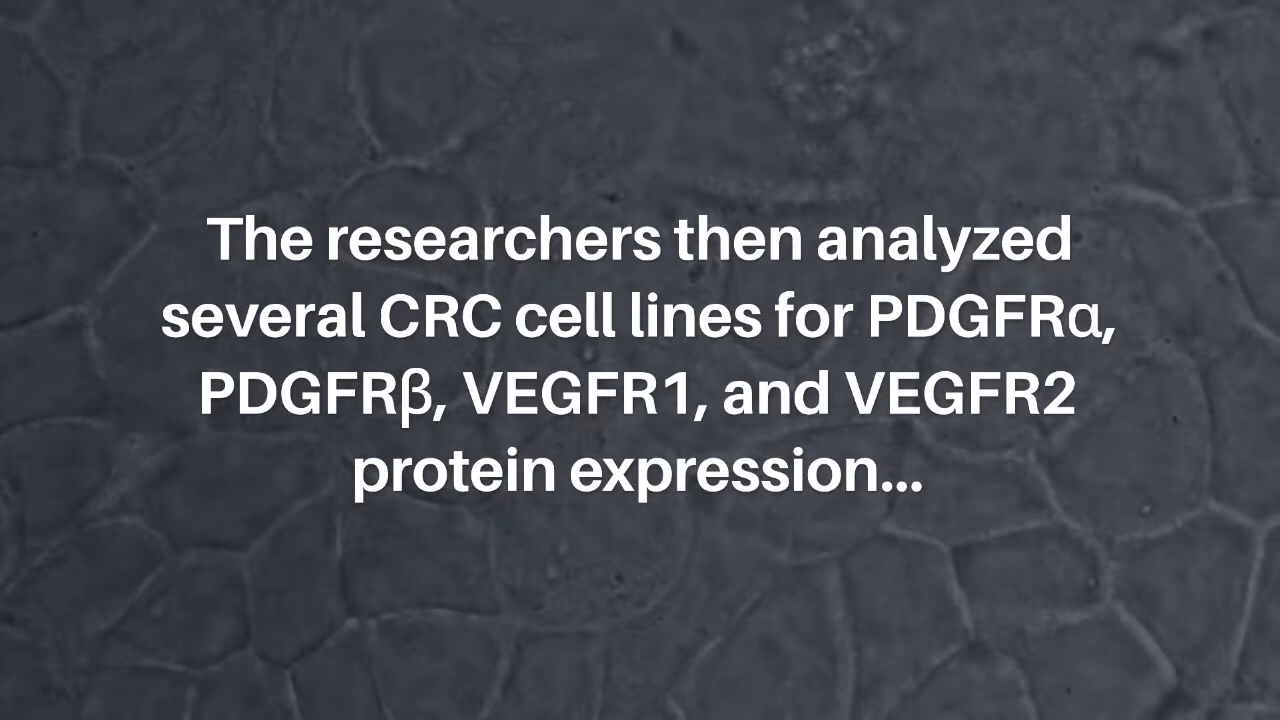 The researchers then analyzed
several CRC cell lines for PDGFRα,
PDGFRβ, VEGFR1, and VEGFR2
protein expression...